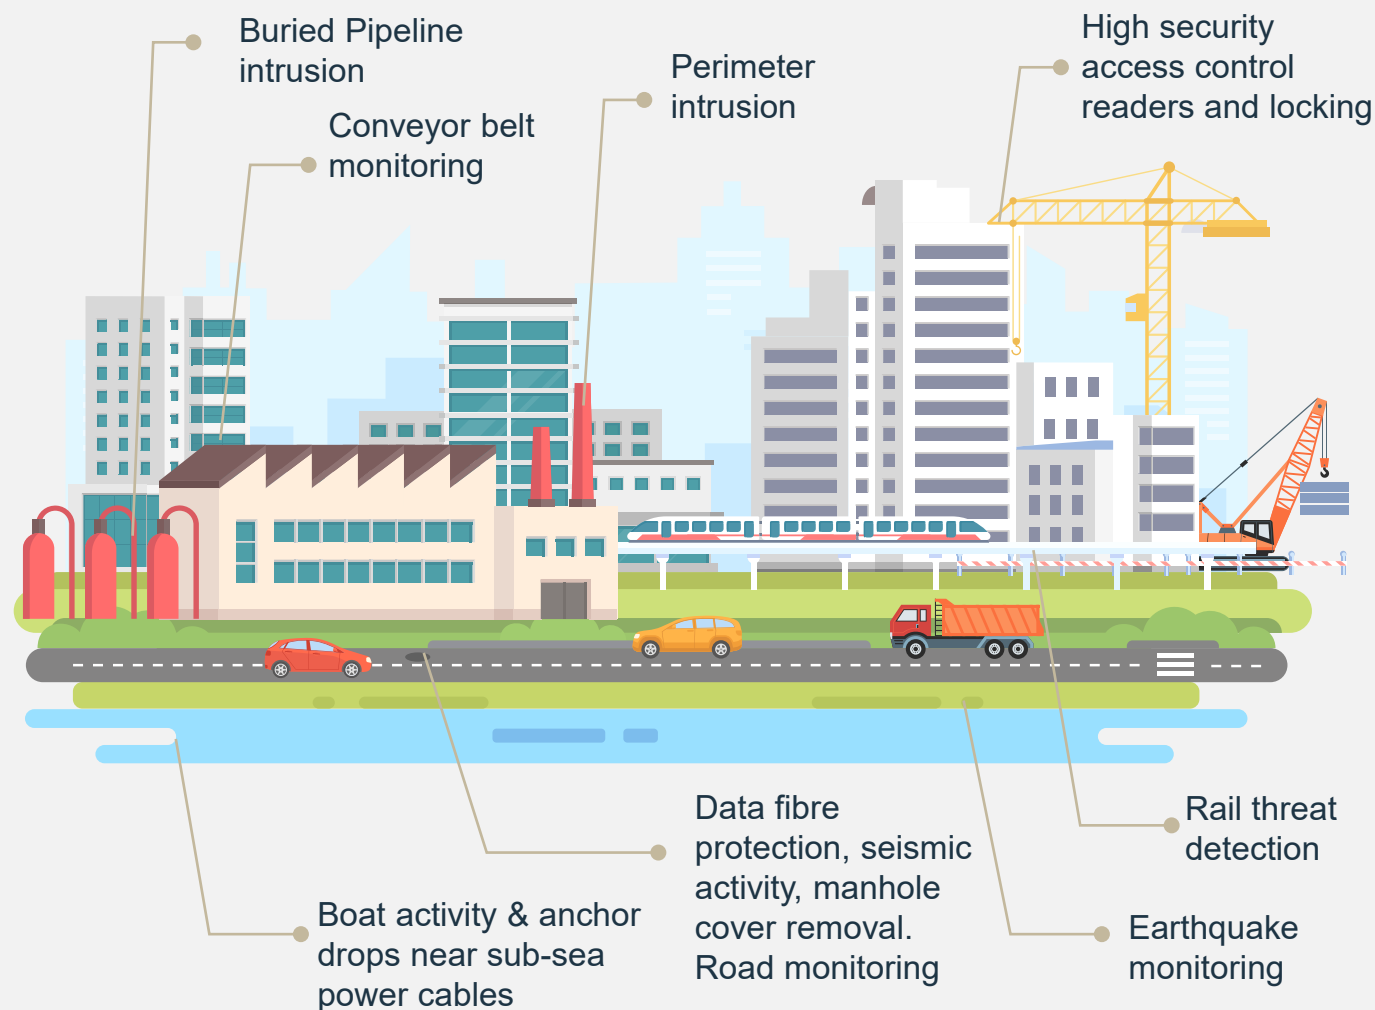 Buried Pipeline
intrusion
Conveyor belt
monitoring
Perimeter
intrusion
High security
access control
readers and locking
Boat activity & anchor
drops near sub-sea
power cables
Data fibre
protection, seismic
activity, manhole
cover removal.
Road monitoring
Rail threat
detection
Earthquake
monitoring